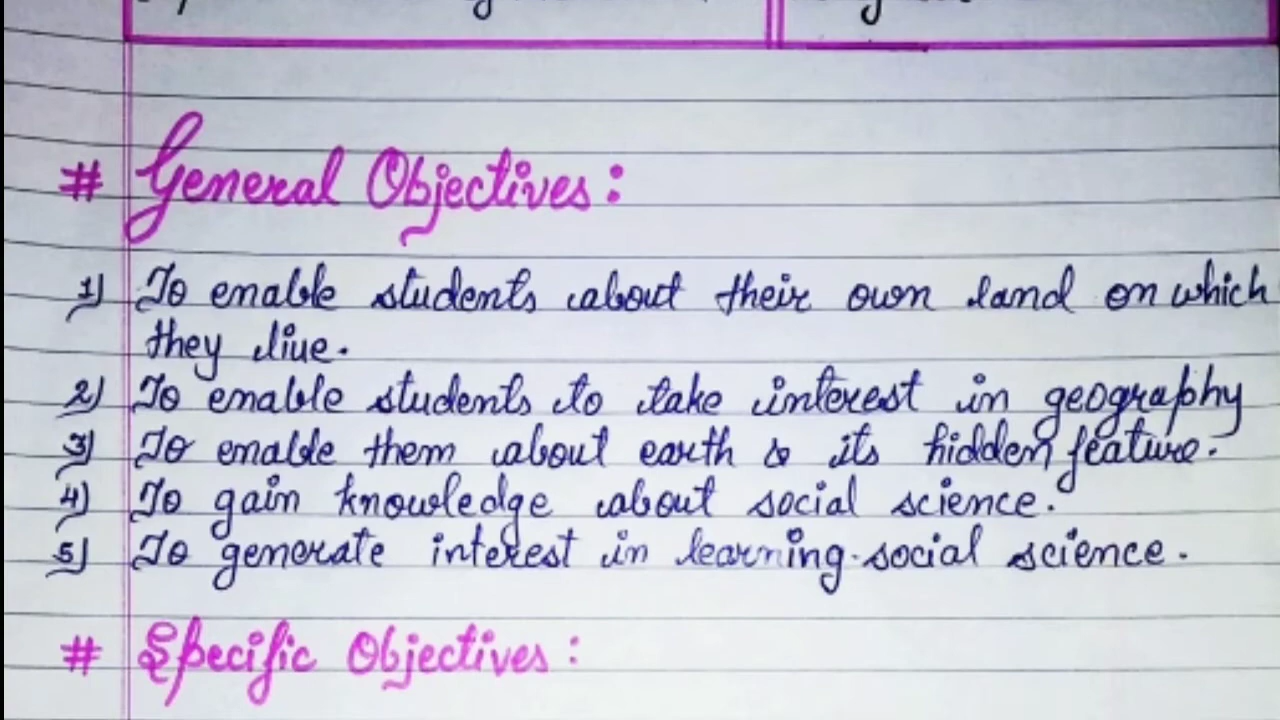 # General Objectives:
1) To enable students about their own land on which
they live.
2) To enable students to take interest in geography
3) To enable them about earth & its hidden feature.
4) To gain knowledge about social science.
5) To generate interest in learning social science.
# Specific Objectives: